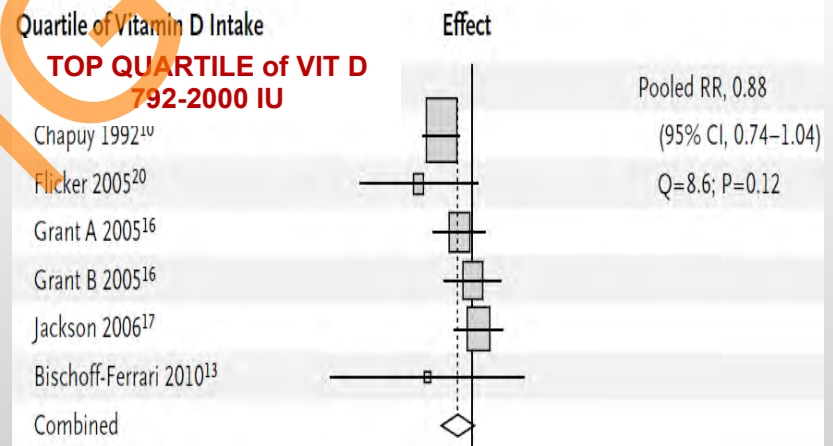 Quartile of Vitamin D Intake Effect
TOP QUARTILE of VIT D
792-2000 IU
Pooled RR, 0.88
Chapuy 1992¹⁰ (95% CI, 0.74–1.04)
Flicker 2005²⁰ Q=8.6; P=0.12
Grant A 2005¹⁶
Grant B 2005¹⁶
Jackson 2006¹⁷
Bischoff-Ferrari 2010¹³
Combined